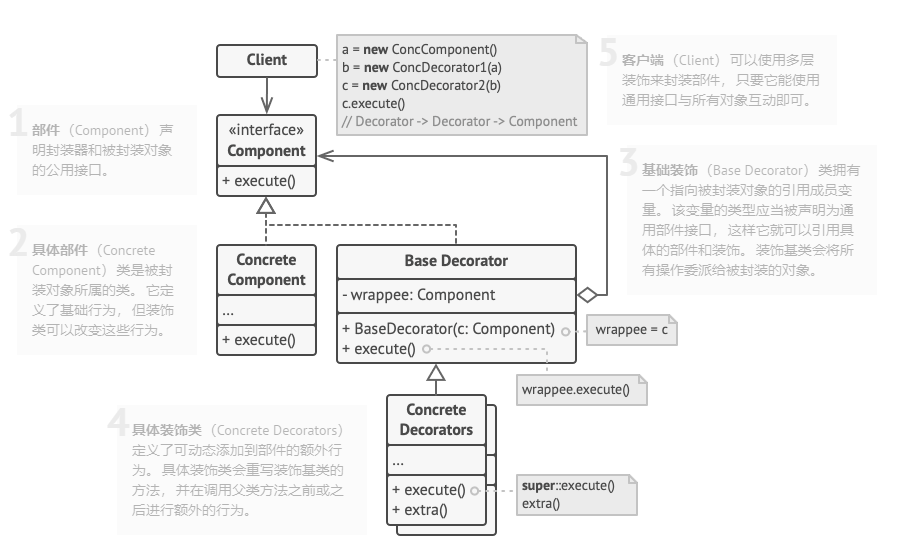 Client
a = new ConcComponent()
b = new ConcDecorator1(a)
c = new ConcDecorator2(b)
c.execute()
// Decorator -> Decorator -> Component
5
客户端（Client）可以使用多层
装饰来封装部件，只要它能使用
通用接口与所有对象互动即可。
1
部件（Component）声
明封装器和被封装对象
的公用接口。
«interface»
Component
+ execute()
3
基础装饰（Base Decorator）类拥有
一个指向被封装对象的引用成员变
量。该变量的类型应当被声明为通
用部件接口，这样它就可以引用具
体的部件和装饰。装饰基类会将所
有操作委派给被封装的对象。
2
具体部件（Concrete
Component）类是被封
装对象所属的类。它定
义了基础行为，但装饰
类可以改变这些行为。
Concrete
Component
...
+ execute()
Base Decorator
- wrappee: Component
+ BaseDecorator(c: Component)
+ execute()
wrappee = c
wrappee.execute()
4
具体装饰类（Concrete Decorators）
定义了可动态添加到部件的额外行
为。具体装饰类会重写装饰基类的
方法，并在调用父类方法之前或之
后进行额外的行为。
Concrete
Decorators
...
+ execute()
+ extra()
super::execute()
extra()